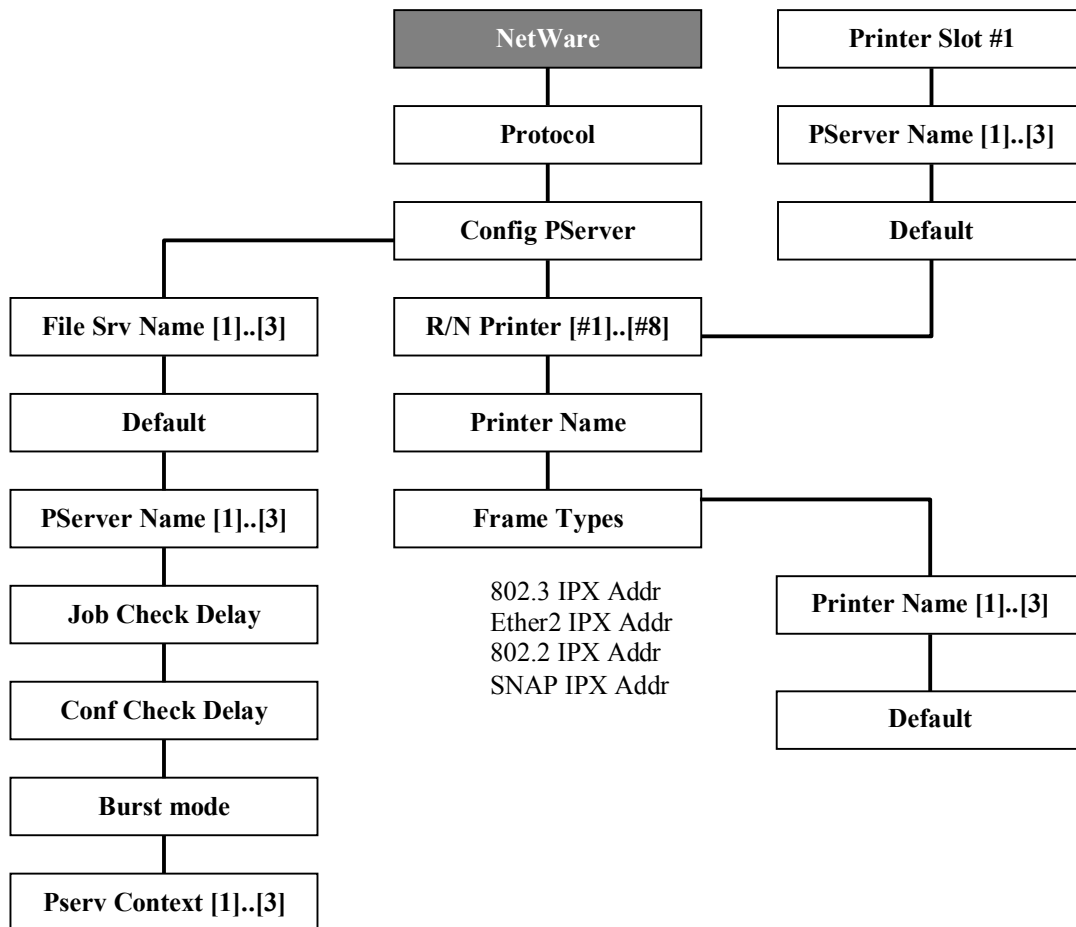 NetWare
Printer Slot #1
Protocol
PServer Name [1]..[3]
Config PServer
Default
File Srv Name [1]..[3]
R/N Printer [#1]..[#8]
Default
Printer Name
PServer Name [1]..[3]
Frame Types
802.3 IPX Addr
Ether2 IPX Addr
802.2 IPX Addr
SNAP IPX Addr
Job Check Delay
Printer Name [1]..[3]
Conf Check Delay
Default
Burst mode
Pserv Context [1]..[3]